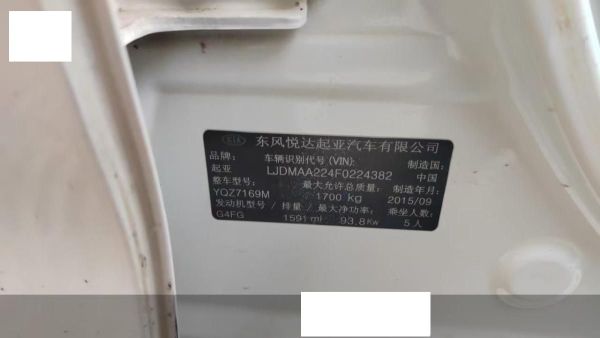 KIA 东风悦达起亚汽车有限公司
品牌: 车辆识别代号(VIN): 制造国:
起亚 LJDMAA224F0224382 中国
整车型号: 最大允许总质量: 制造年月:
YQZ7169M 1700 kg 2015/09
发动机型号 / 排量 / 最大净功率: 乘坐人数:
G4FG 1591 ml 93.8Kw 5人